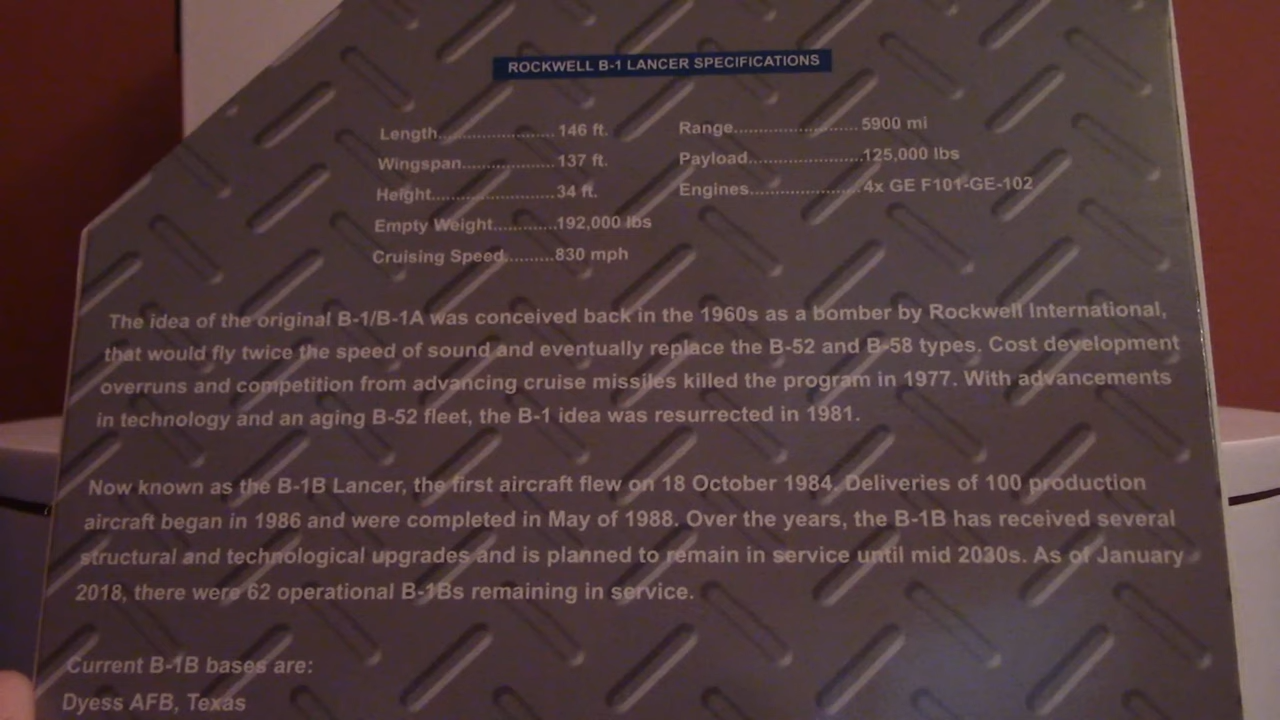 ROCKWELL B-1 LANCER SPECIFICATIONS
Length...................... 146 ft.
Wingspan.................. 137 ft.
Height........................ 34 ft.
Empty Weight............192,000 lbs
Cruising Speed.........830 mph
Range........................ 5900 mi
Payload......................125,000 lbs
Engines..................... 4x GE F101-GE-102
The idea of the original B-1/B-1A was conceived back in the 1960s as a bomber by Rockwell International,
that would fly twice the speed of sound and eventually replace the B-52 and B-58 types. Cost development
overruns and competition from advancing cruise missiles killed the program in 1977. With advancements
in technology and an aging B-52 fleet, the B-1 idea was resurrected in 1981.
Now known as the B-1B Lancer, the first aircraft flew on 18 October 1984. Deliveries of 100 production
aircraft began in 1986 and were completed in May of 1988. Over the years, the B-1B has received several
structural and technological upgrades and is planned to remain in service until mid 2030s. As of January
2018, there were 62 operational B-1Bs remaining in service.
Current B-1B bases are:
Dyess AFB, Texas